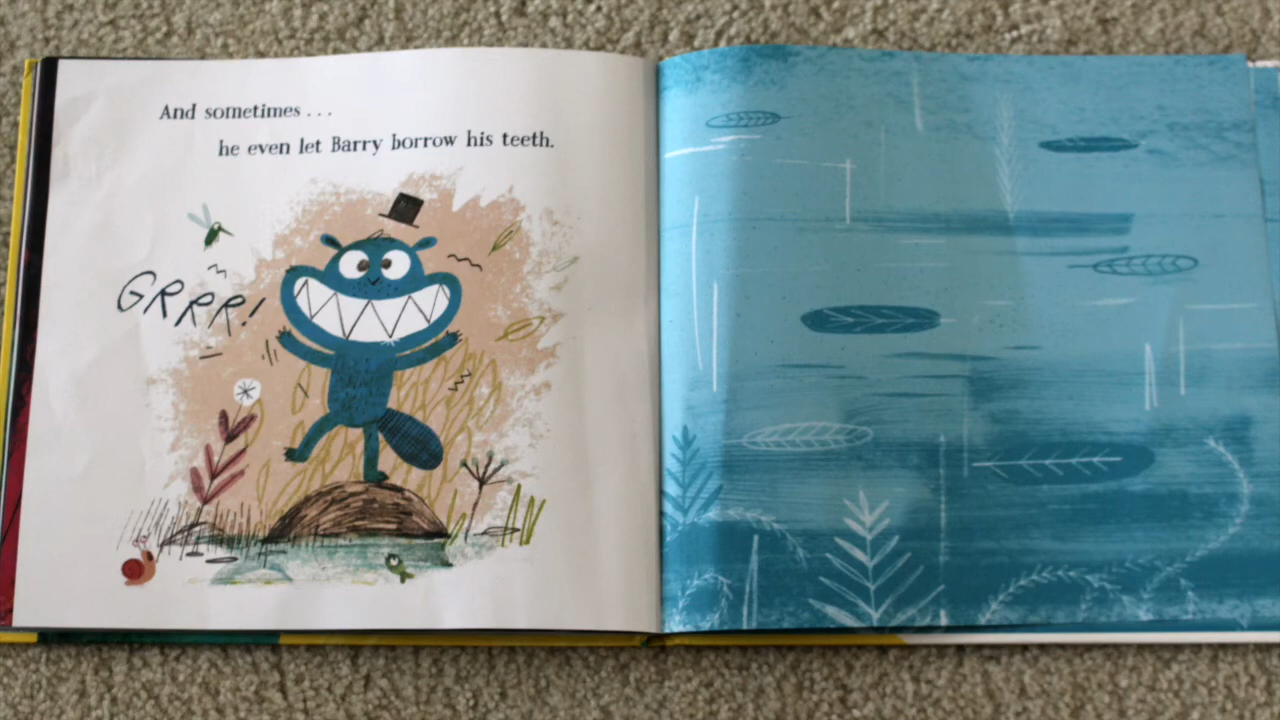 And sometimes . . .
he even let Barry borrow his teeth.
GRRR!